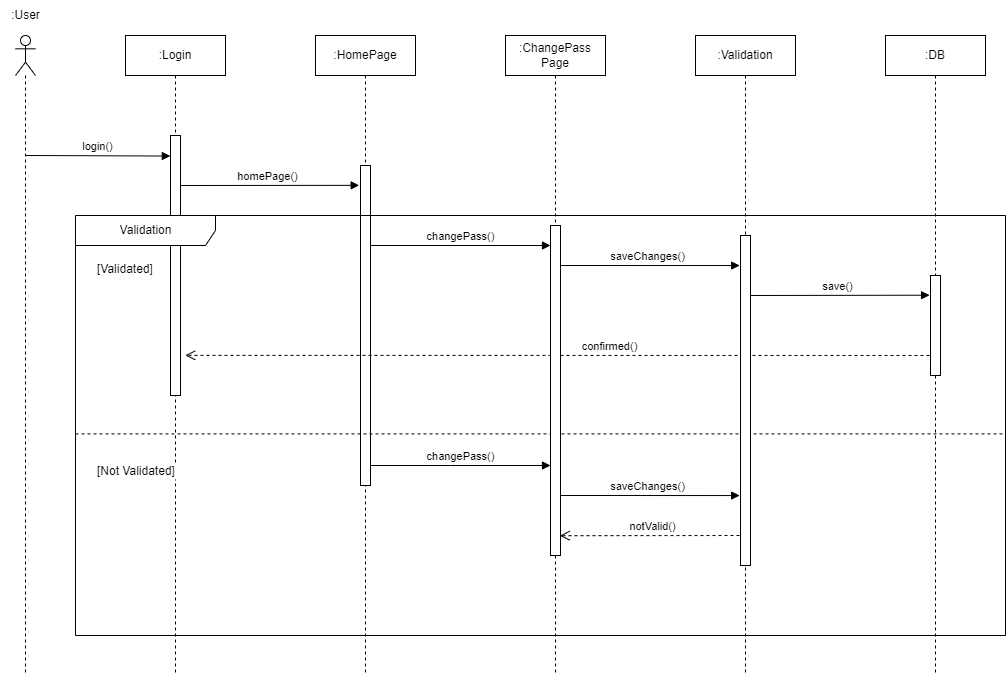 :User
:Login
:HomePage
:ChangePass
Page
:Validation
:DB
login()
homePage()
Validation
changePass()
saveChanges()
[Validated]
save()
confirmed()
changePass()
[Not Validated]
saveChanges()
notValid()